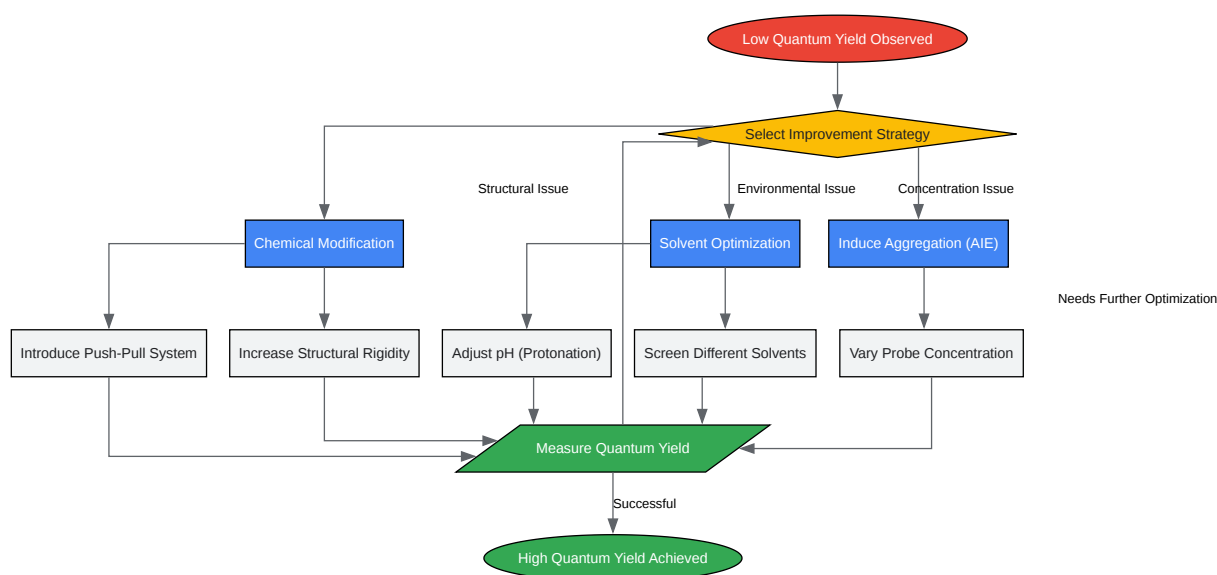 Low Quantum Yield Observed
Select Improvement Strategy
Structural Issue
Environmental Issue
Concentration Issue
Chemical Modification
Solvent Optimization
Induce Aggregation (AIE)
Needs Further Optimization
Introduce Push-Pull System
Increase Structural Rigidity
Adjust pH (Protonation)
Screen Different Solvents
Vary Probe Concentration
Measure Quantum Yield
Successful
High Quantum Yield Achieved